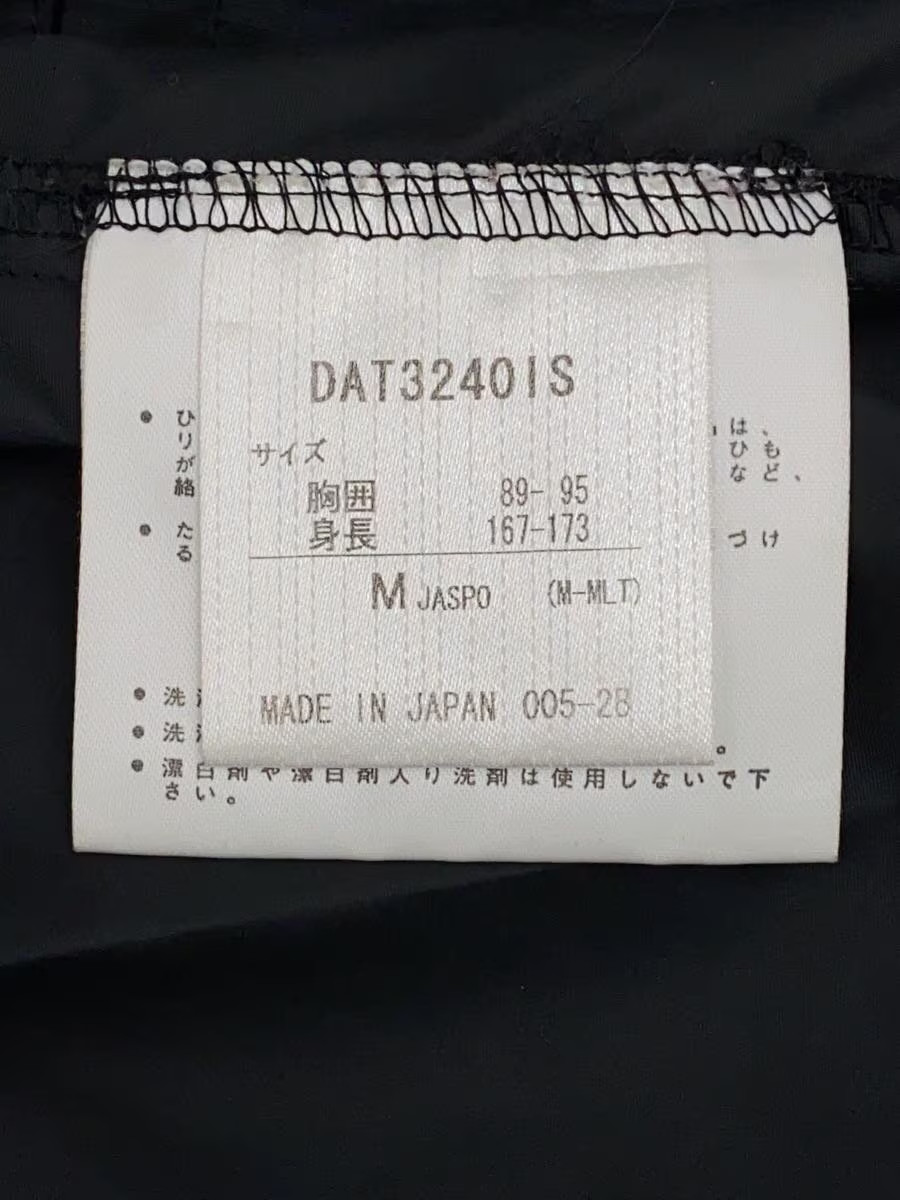 DAT3240IS
サイズ
胸囲 89- 95
身長 167-173
M JASPO (M-MLT)
MADE IN JAPAN 005-2B
● ひ は、
り ひも
が など、
絡
● た づけ
る
● 洗
● 洗 。
● 漂白剤や漂白剤入り洗剤は使用しないで下
さい。